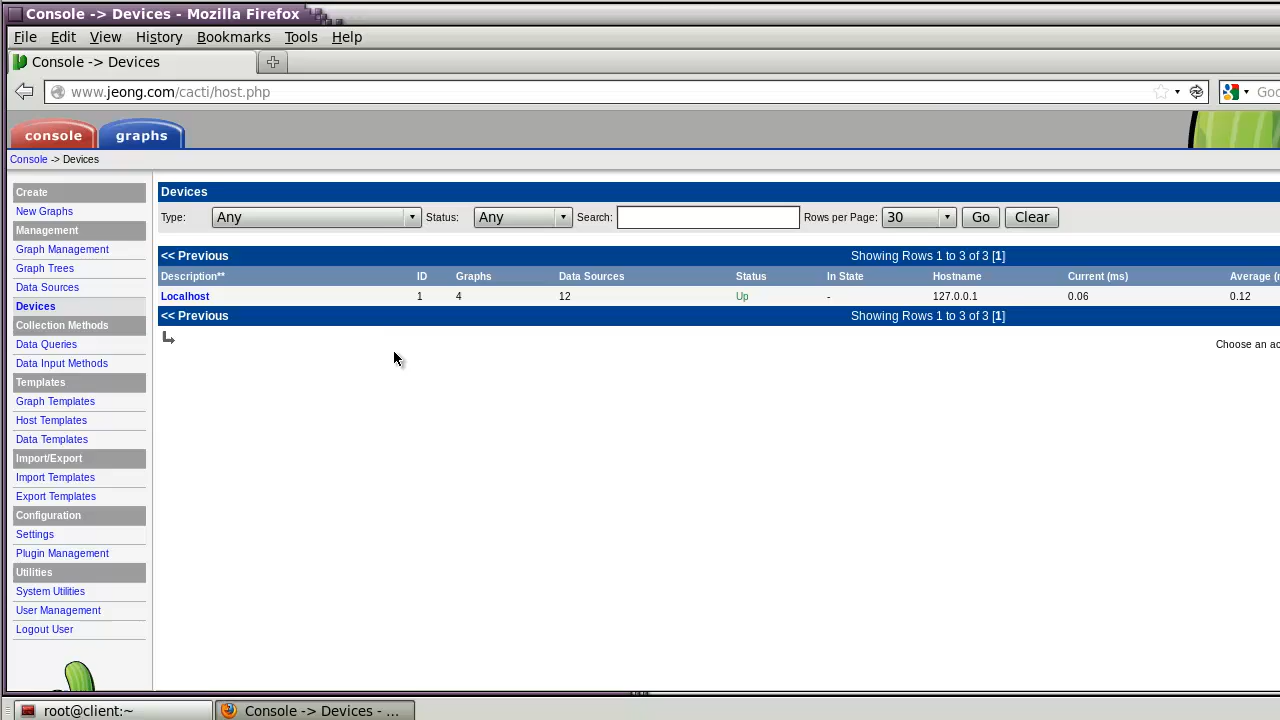 Console -> Devices - Mozilla Firefox
File Edit View History Bookmarks Tools Help
Console -> Devices
www.jeong.com/cacti/host.php Goo
console graphs
Console -> Devices
Create
New Graphs
Management
Graph Management
Graph Trees
Data Sources
Devices
Collection Methods
Data Queries
Data Input Methods
Templates
Graph Templates
Host Templates
Data Templates
Import/Export
Import Templates
Export Templates
Configuration
Settings
Plugin Management
Utilities
System Utilities
User Management
Logout User
Devices
Type: Any Status: Any Search: Rows per Page: 30 Go Clear
<< Previous Showing Rows 1 to 3 of 3 [1]
Description** ID Graphs Data Sources Status In State Hostname Current (ms) Average (
Localhost 1 4 12 Up - 127.0.0.1 0.06 0.12
<< Previous Showing Rows 1 to 3 of 3 [1]
Choose an ac
root@client:~ Console -> Devices - ...